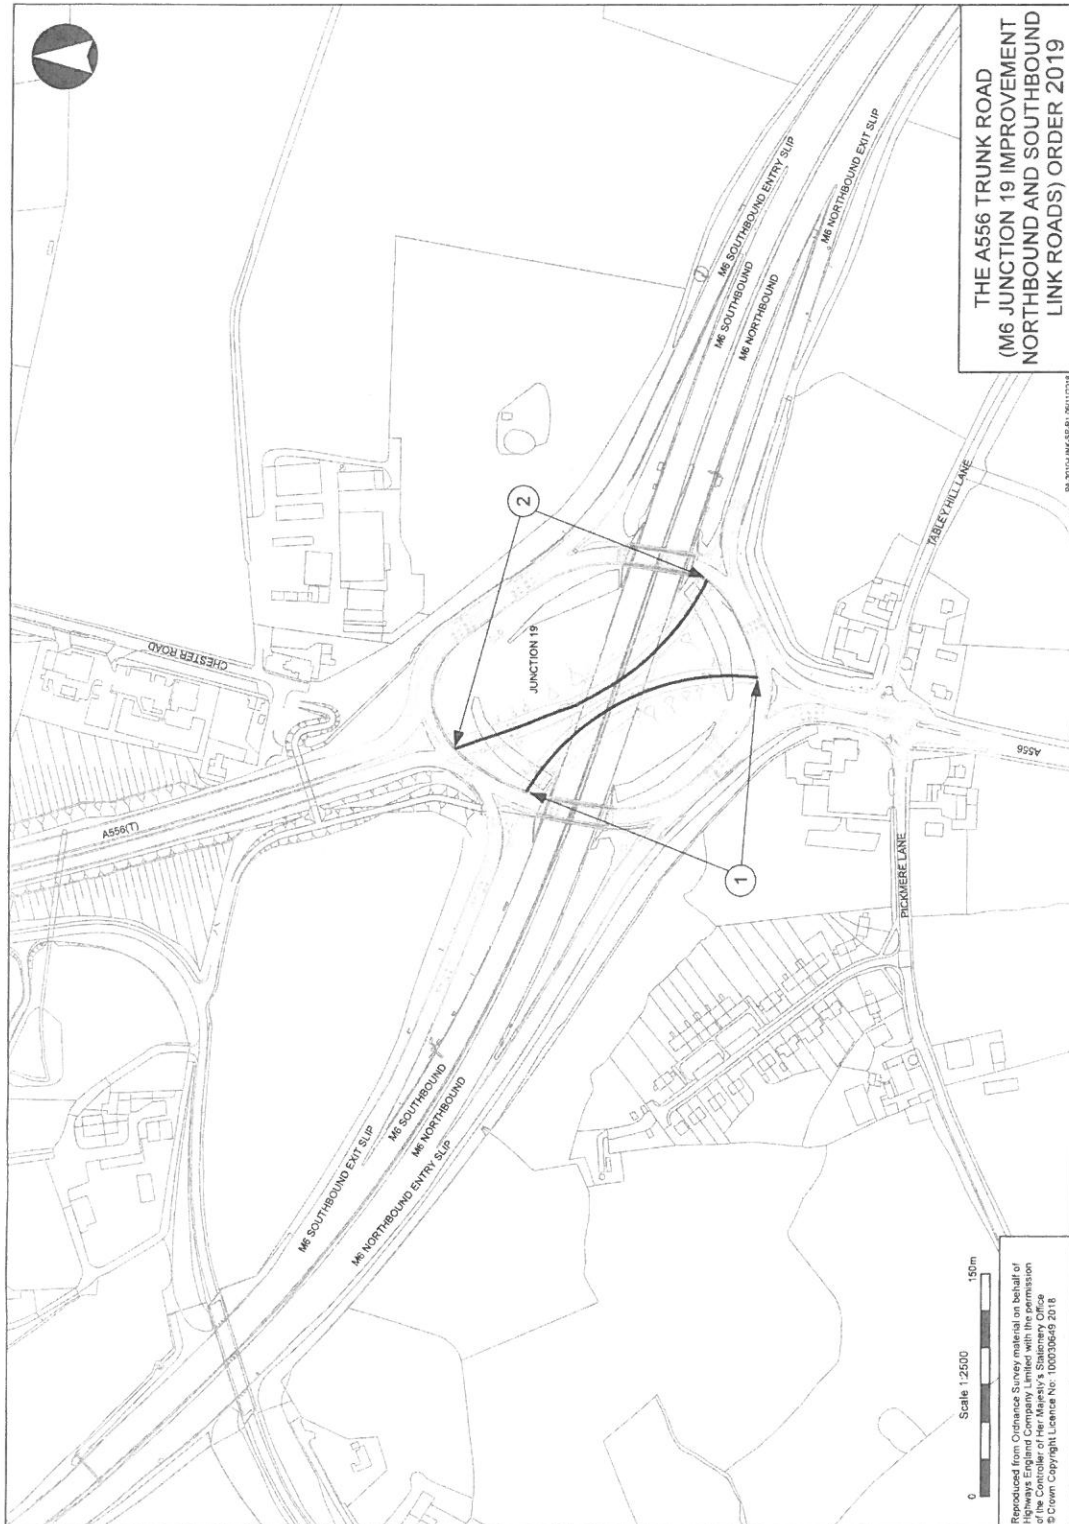 THE A556 TRUNK ROAD
(M6 JUNCTION 19 IMPROVEMENT
NORTHBOUND AND SOUTHBOUND
LINK ROADS) ORDER 2019
CHESTER ROAD
A556(T)
M6 SOUTHBOUND ENTRY SLIP
M6 SOUTHBOUND
M6 NORTHBOUND
M6 NORTHBOUND EXIT SLIP
2
JUNCTION 19
1
M6 SOUTHBOUND EXIT SLIP
M6 SOUTHBOUND
M6 NORTHBOUND
M6 NORTHBOUND ENTRY SLIP
TABLEY HILL LANE
A556
PICKMERE LANE
Scale 1:2500
0
150m
Reproduced from Ordnance Survey material on behalf of
Highways England Company Limited with the permission
of the Controller of Her Majesty's Stationery Office
© Crown Copyright Licence No: 100030649 2018